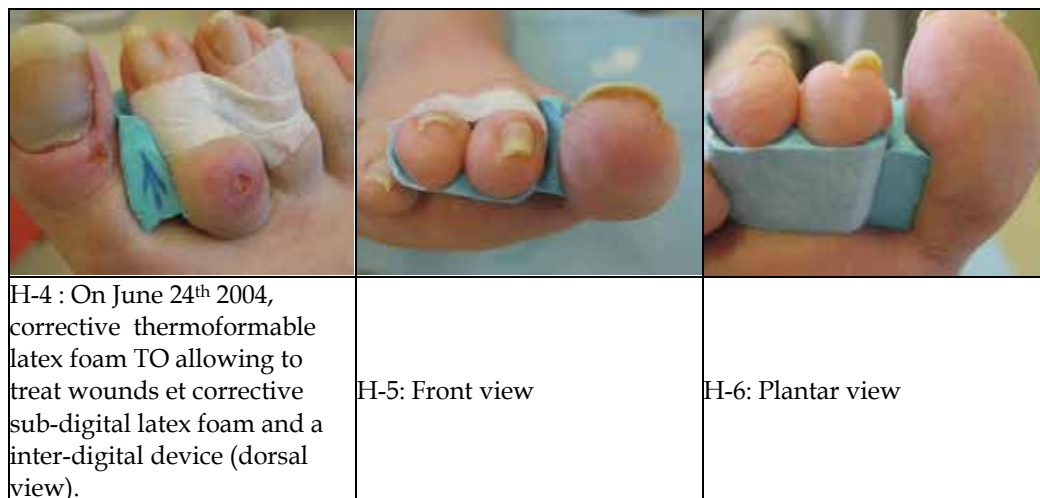 H-4 : On June 24th 2004,
corrective thermoformable
latex foam TO allowing to
treat wounds et corrective
sub-digital latex foam and a
inter-digital device (dorsal
view).
H-5: Front view
H-6: Plantar view